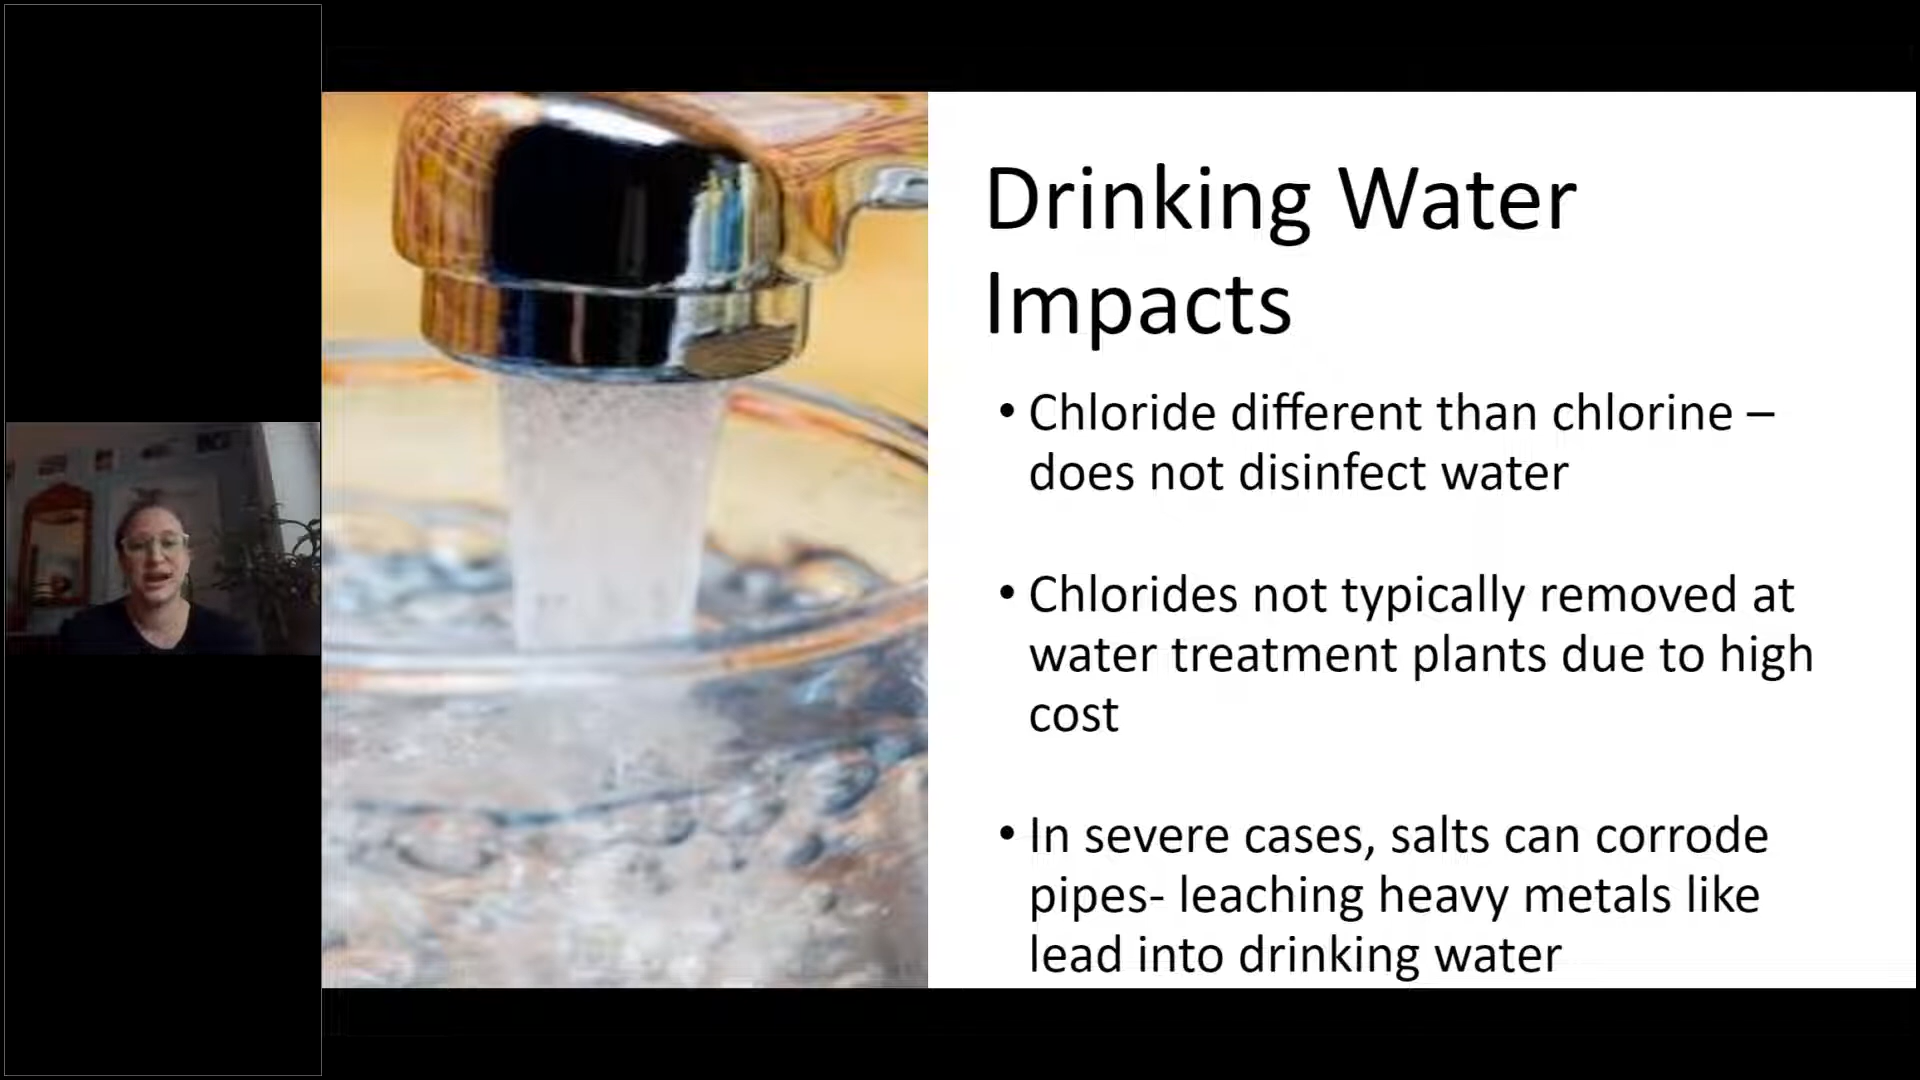 Drinking Water
Impacts
• Chloride different than chlorine –
does not disinfect water
• Chlorides not typically removed at
water treatment plants due to high
cost
• In severe cases, salts can corrode
pipes- leaching heavy metals like
lead into drinking water